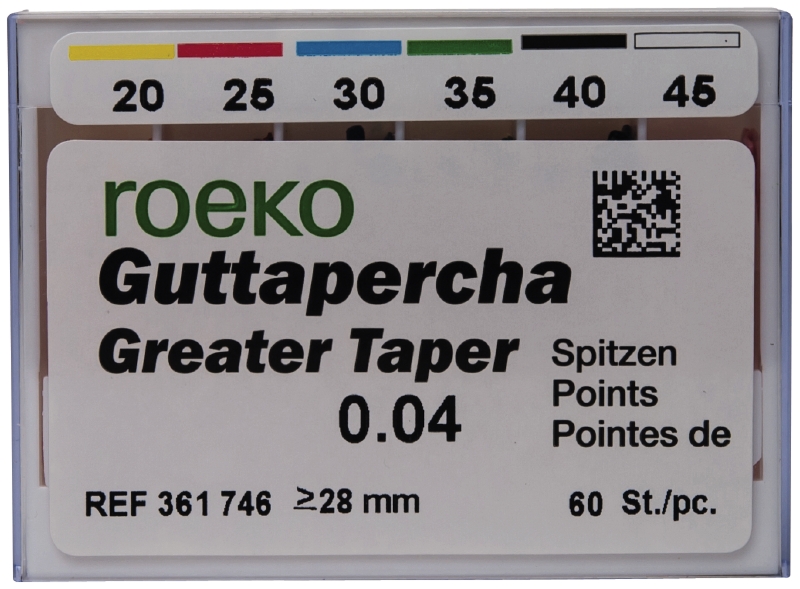 20 25 30 35 40 45
roeko
Guttapercha
Greater Taper
0.04
Spitzen
Points
Pointes de
REF 361 746 ≥28 mm 60 St./pc.